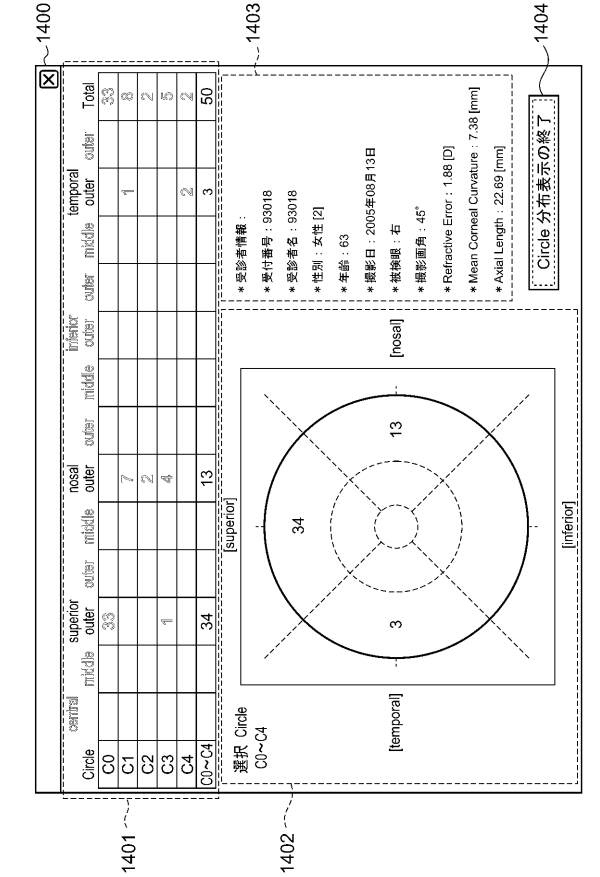 1400
central superior nosal inferior temporal
Circle middle outer outer middle outer outer middle outer outer middle outer outer Total
C0 33 33
C1 7 1 8
C2 2 2
C3 1 4 5
C4 2 2
C0～C4 34 13 3 50
1401
選択 Circle
C0～C4
[superior]
[temporal]
34
3
13
[nosal]
[inferior]
1402
＊受診者情報：
＊受付番号：93018
＊受診者名：93018
＊性別：女性 [2]
＊年齢：63
＊撮影日：2005年08月13日
＊被検眼：右
＊撮影画角：45°
＊Refractive Error：1.88 [D]
＊Mean Corneal Curvature：7.38 [mm]
＊Axial Length：22.69 [mm]
1403
Circle 分布表示の終了
1404